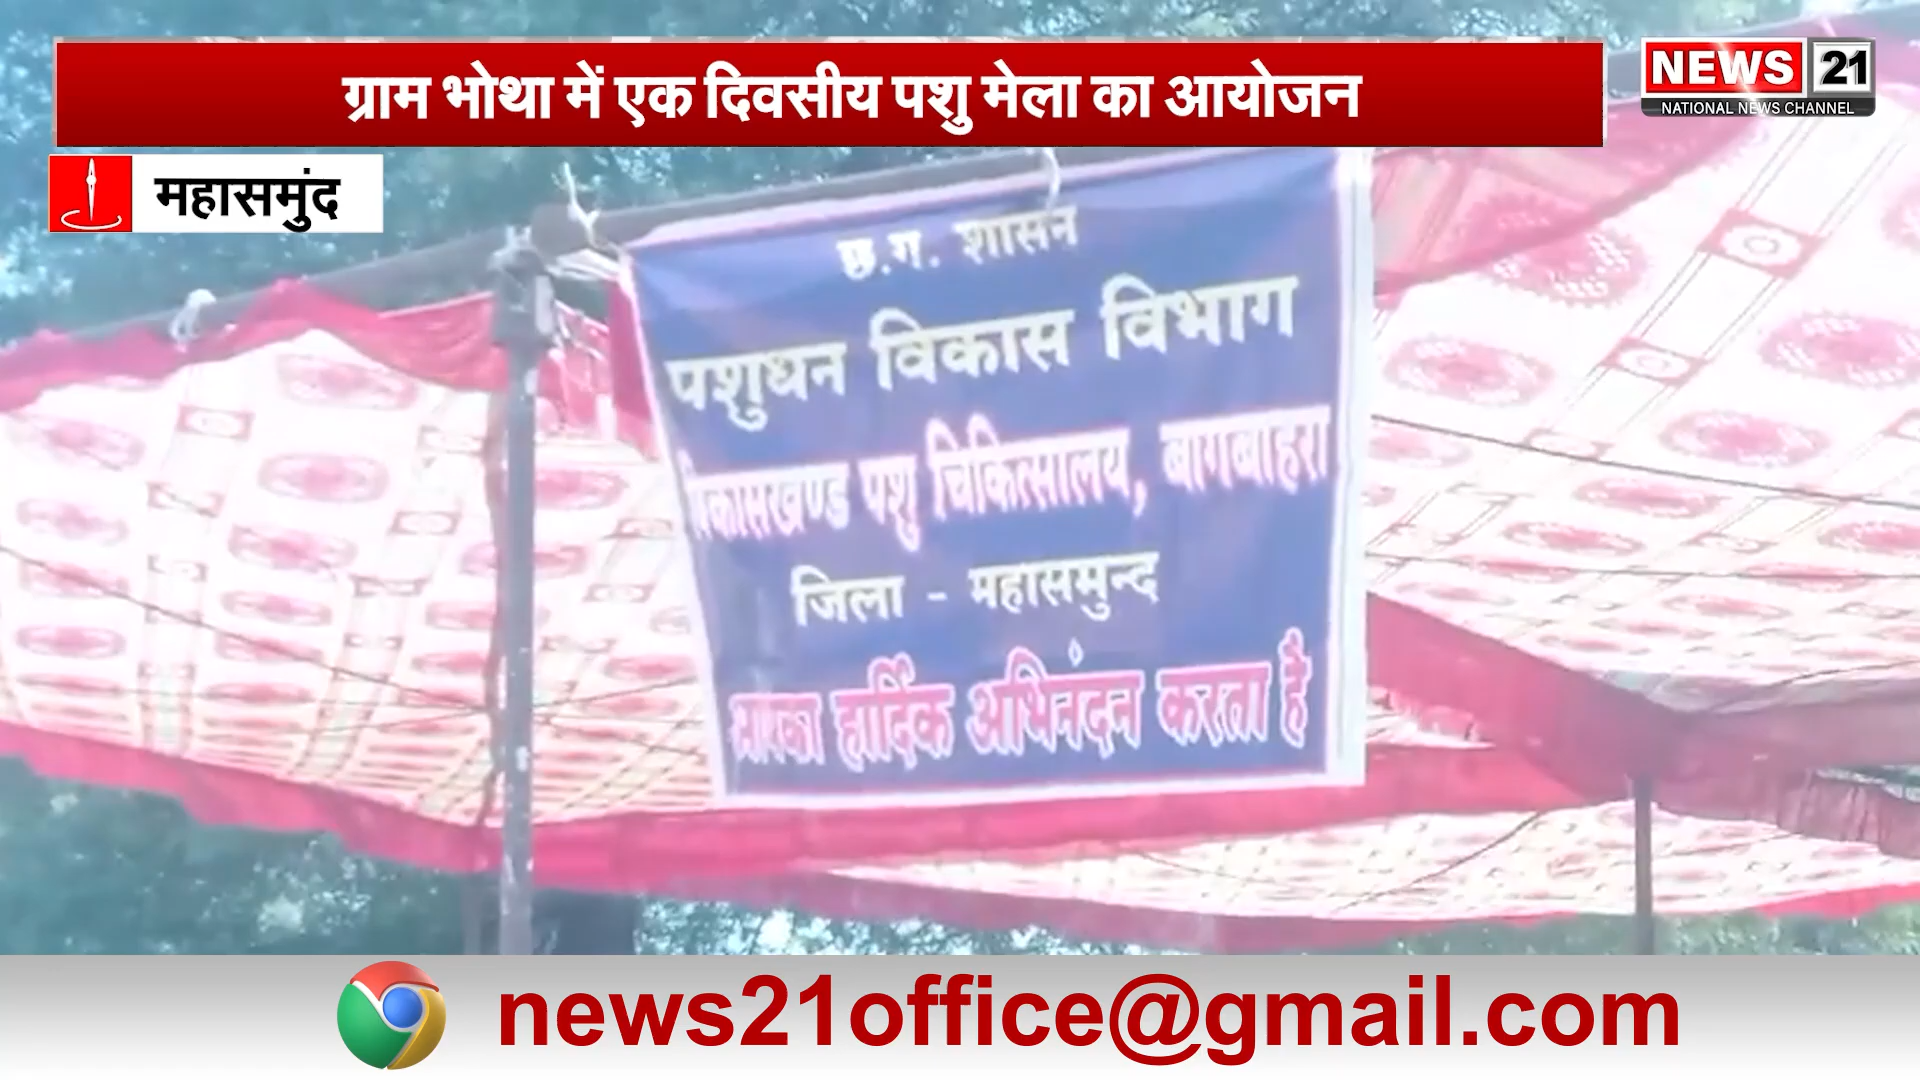 ग्राम भोथा में एक दिवसीय पशु मेला का आयोजन
NEWS 21
NATIONAL NEWS CHANNEL
महासमुंद
छ.ग. शासन
पशुधन विकास विभाग
विकासखण्ड पशु चिकित्सालय, बागबाहरा
जिला - महासमुन्द
आपका हार्दिक अभिनंदन करता है
news21office@gmail.com